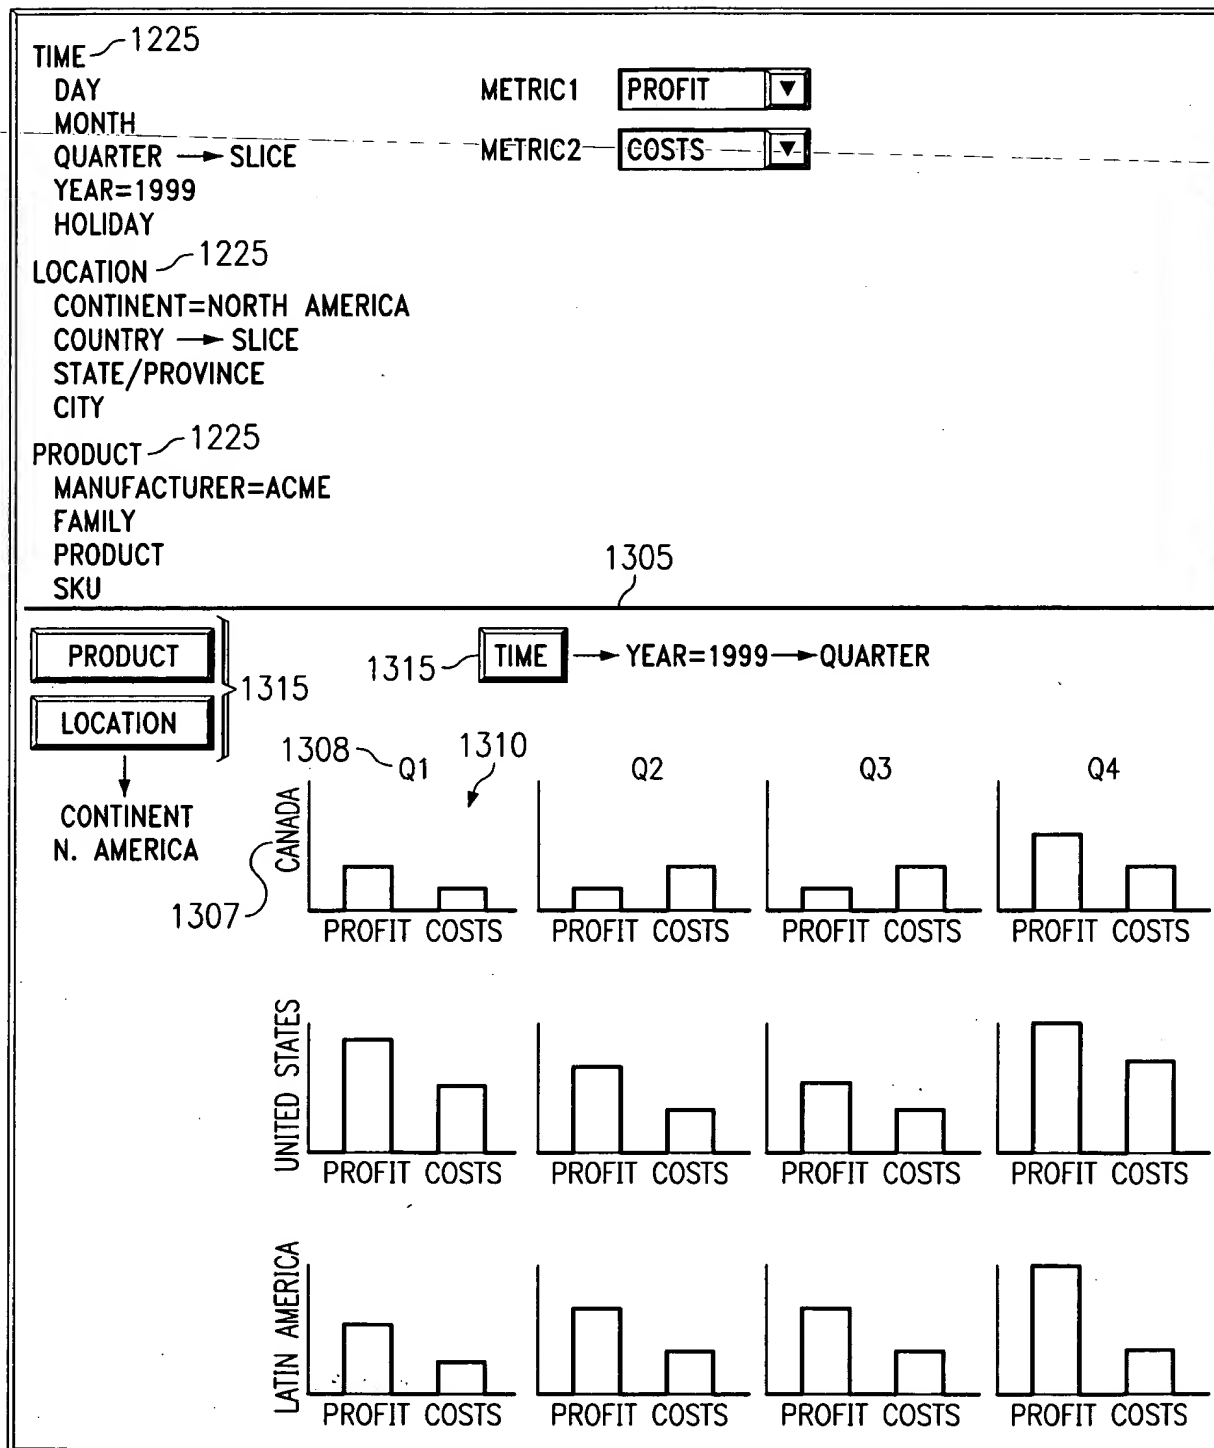 TIME 1225
DAY
MONTH
QUARTER → SLICE
YEAR=1999
HOLIDAY
METRIC1 PROFIT ▼
METRIC2 COSTS ▼
LOCATION 1225
CONTINENT=NORTH AMERICA
COUNTRY → SLICE
STATE/PROVINCE
CITY
PRODUCT 1225
MANUFACTURER=ACME
FAMILY
PRODUCT
SKU
1305
PRODUCT
LOCATION
1315
CONTINENT
N. AMERICA
1315 TIME → YEAR=1999 → QUARTER
1308 Q1 1310 Q2 Q3 Q4
CANADA
1307
PROFIT COSTS PROFIT COSTS PROFIT COSTS PROFIT COSTS
UNITED STATES
PROFIT COSTS PROFIT COSTS PROFIT COSTS PROFIT COSTS
LATIN AMERICA
PROFIT COSTS PROFIT COSTS PROFIT COSTS PROFIT COSTS